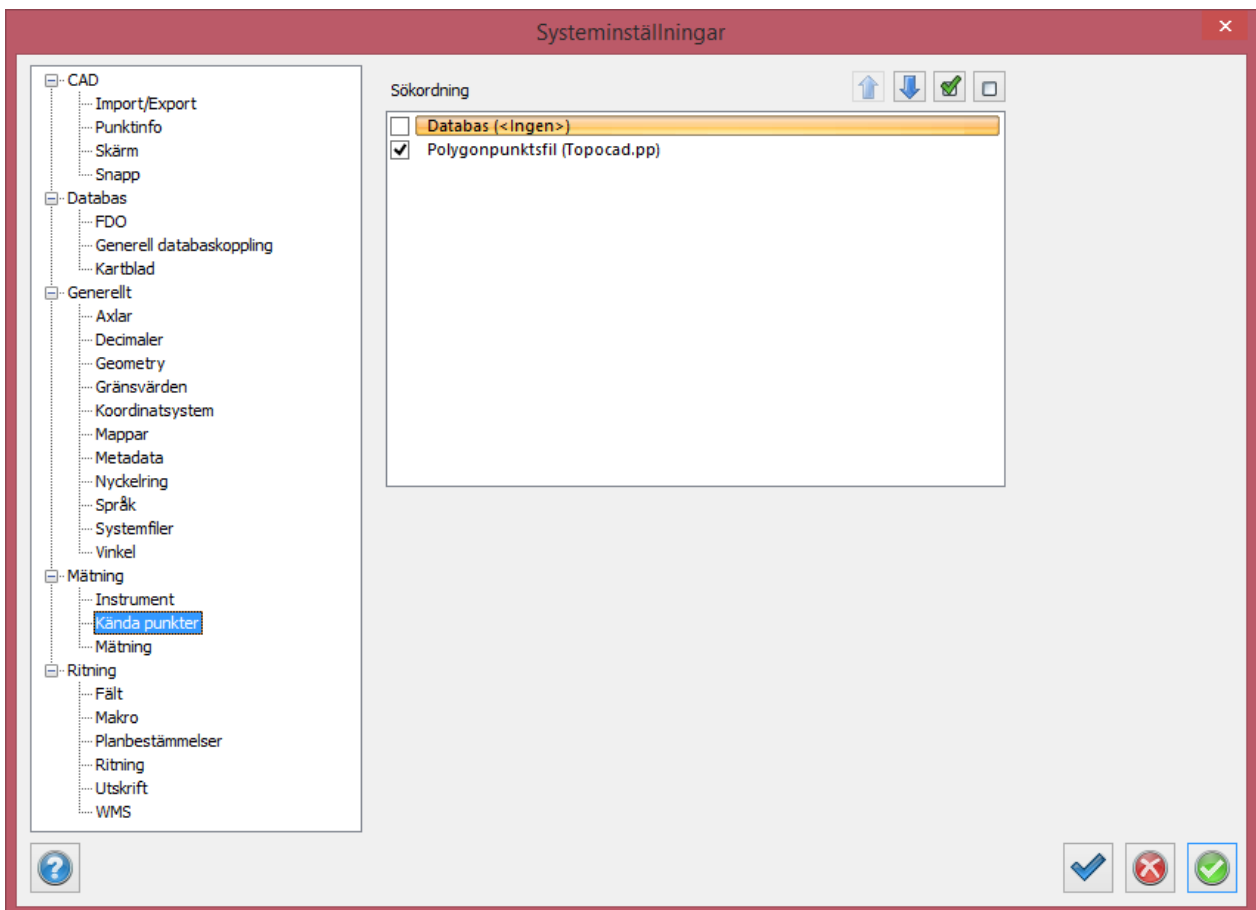 Systeminställningar
CAD
Import/Export
Punktinfo
Skärm
Snapp
Databas
FDO
Generell databaskoppling
Kartblad
Generellt
Axlar
Decimaler
Geometry
Gränsvärden
Koordinatsystem
Mappar
Metadata
Nyckelring
Språk
Systemfiler
Vinkel
Mätning
Instrument
Kända punkter
Mätning
Ritning
Fält
Makro
Planbestämmelser
Ritning
Utskrift
WMS
Sökordning
Databas (<Ingen>)
Polygonpunktsfil (Topocad.pp)